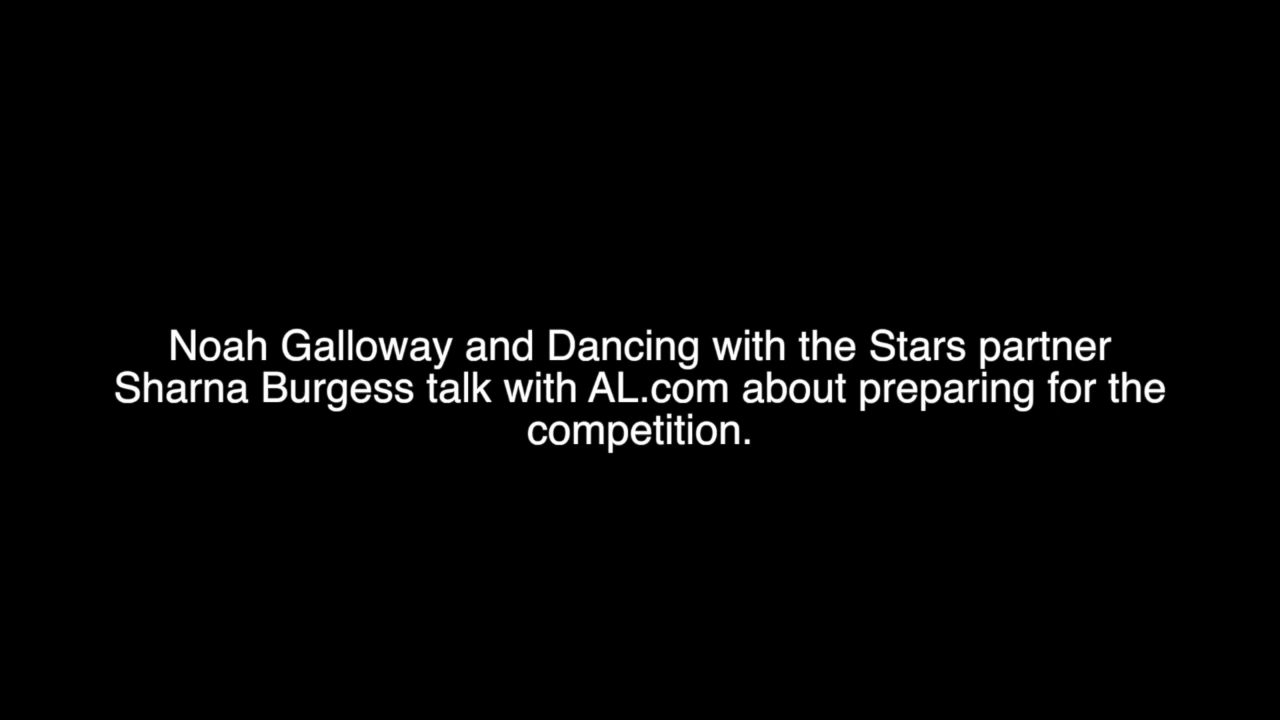 Noah Galloway and Dancing with the Stars partner
Sharna Burgess talk with AL.com about preparing for the
competition.